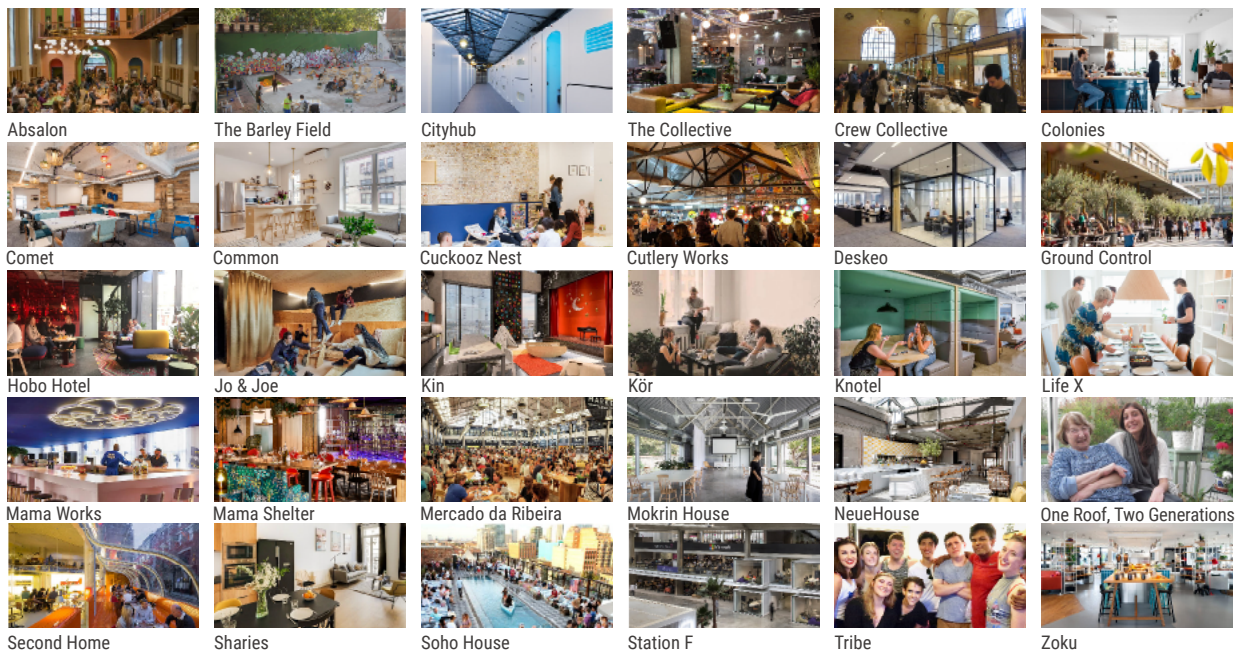 Absalon
The Barley Field
Cityhub
The Collective
Crew Collective
Colonies
Comet
Common
Cuckooz Nest
Cutlery Works
Deskeo
Ground Control
Hobo Hotel
Jo & Joe
Kin
Kör
Knotel
Life X
Mama Works
Mama Shelter
Mercado da Ribeira
Mokrin House
NeueHouse
One Roof, Two Generations
Second Home
Sharies
Soho House
Station F
Tribe
Zoku